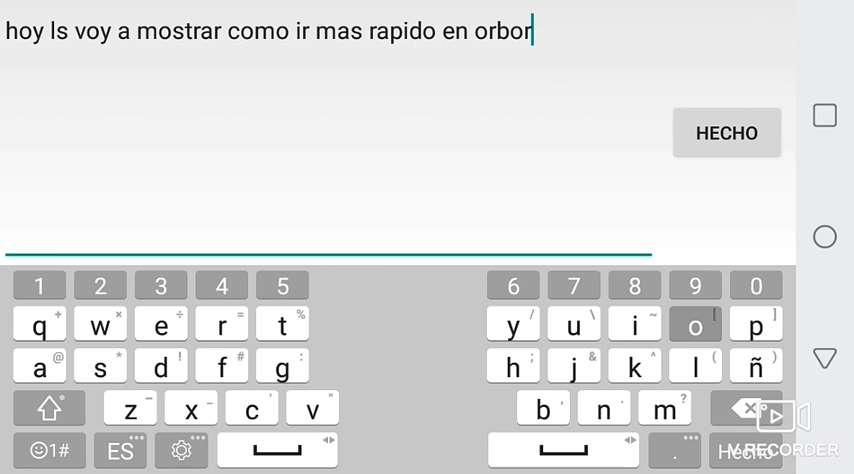 hoy ls voy a mostrar como ir mas rapido en orbor
HECHO
1 2 3 4 5 6 7 8 9 0
q + w × e ÷ r = t % y / u \ i ~ o [ p ]
a @ s * d ! f # g : h ; j & k ^ l ( ñ )
z - x _ c ' v " b , n . m ?
1# ES . Hecho
V RECORDER